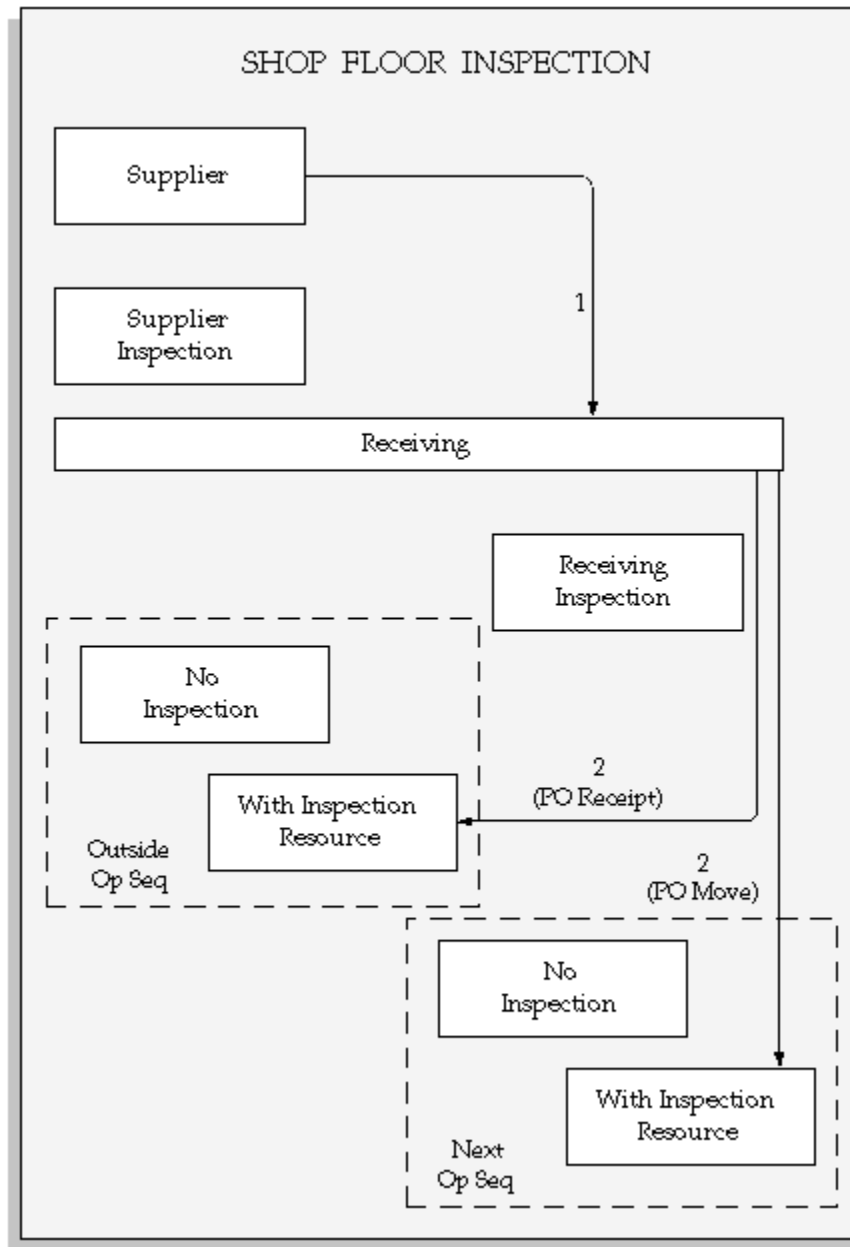 SHOP FLOOR INSPECTION
Supplier
1
Supplier
Inspection
Receiving
Receiving
Inspection
No
Inspection
2
(PO Receipt)
With Inspection
Resource
Outside
Op Seq
2
(PO Move)
No
Inspection
With Inspection
Resource
Next
Op Seq